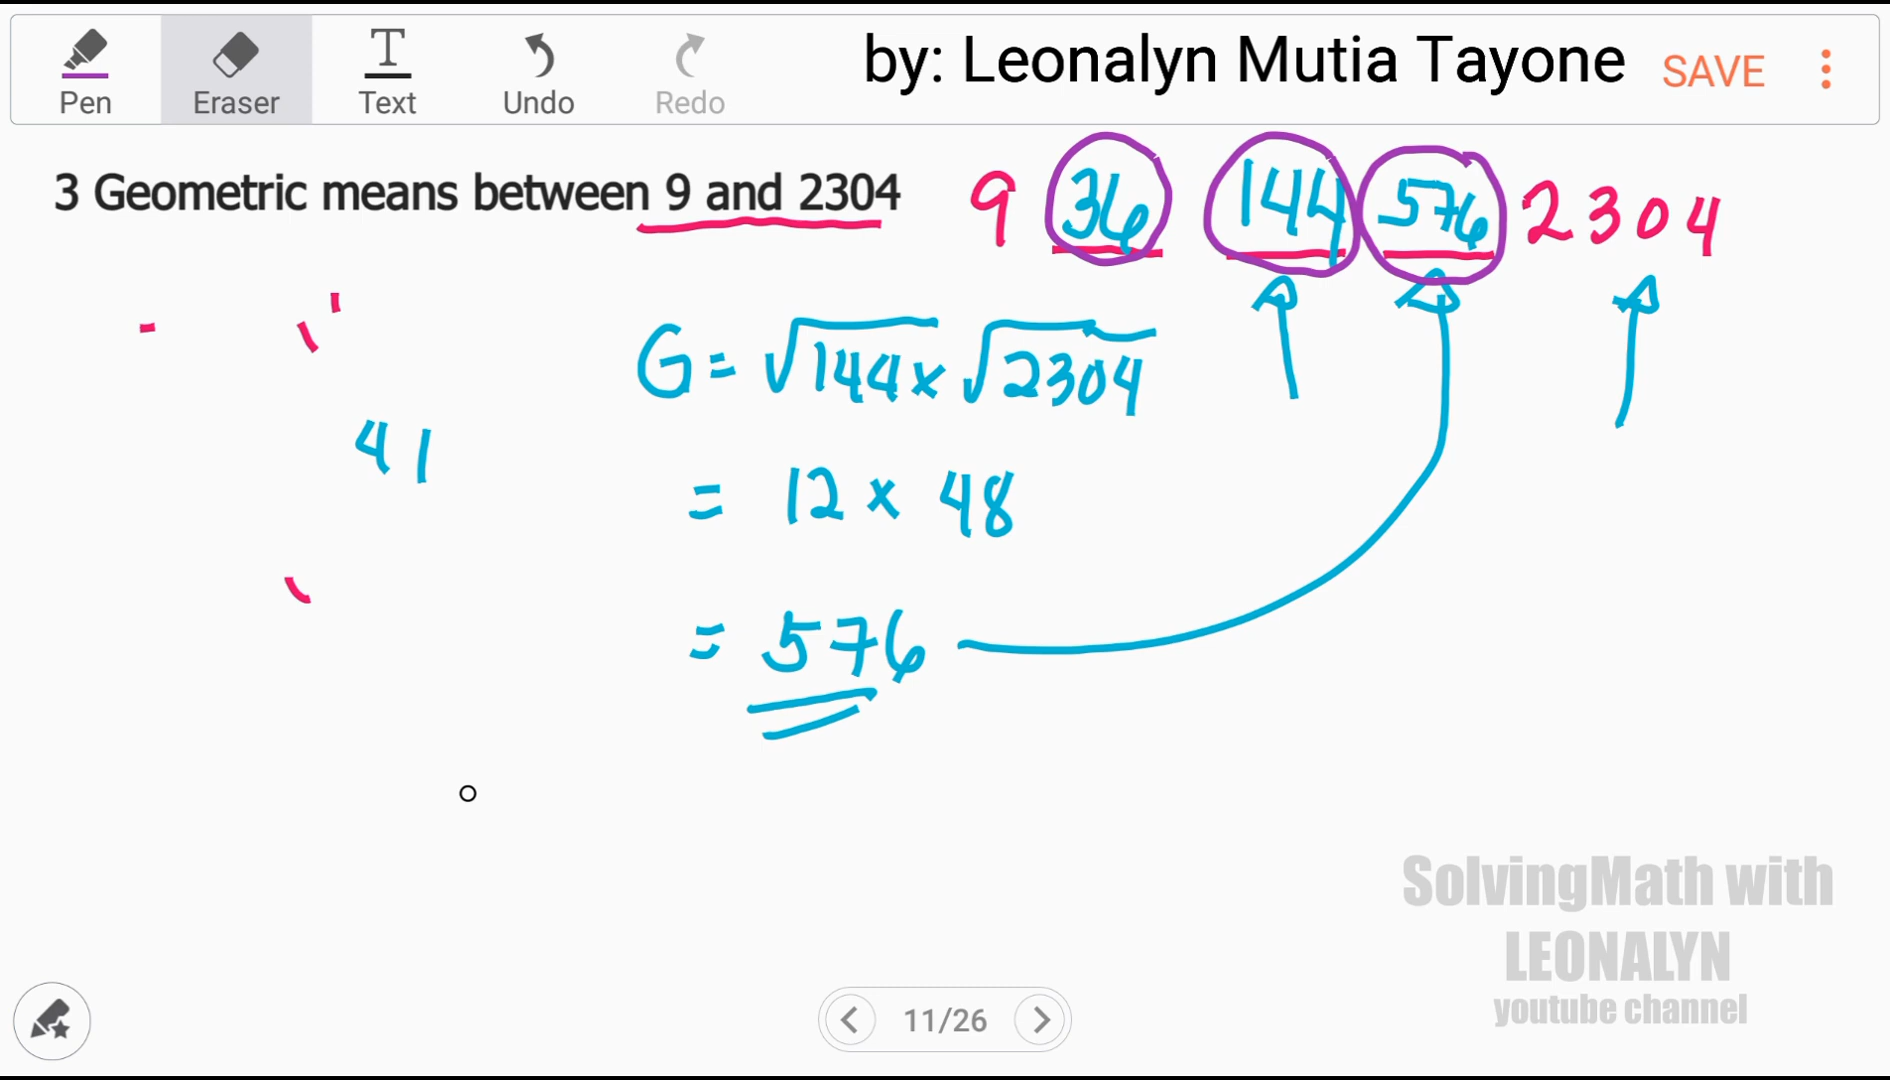 by: Leonalyn Mutia Tayone
SAVE
Pen
Eraser
Text
Undo
Redo
3 Geometric means between 9 and 2304
9 36 144 576 2304
G = √144 × √2304
41
= 12 × 48
= 576
SolvingMath with
LEONALYN
youtube channel
11/26